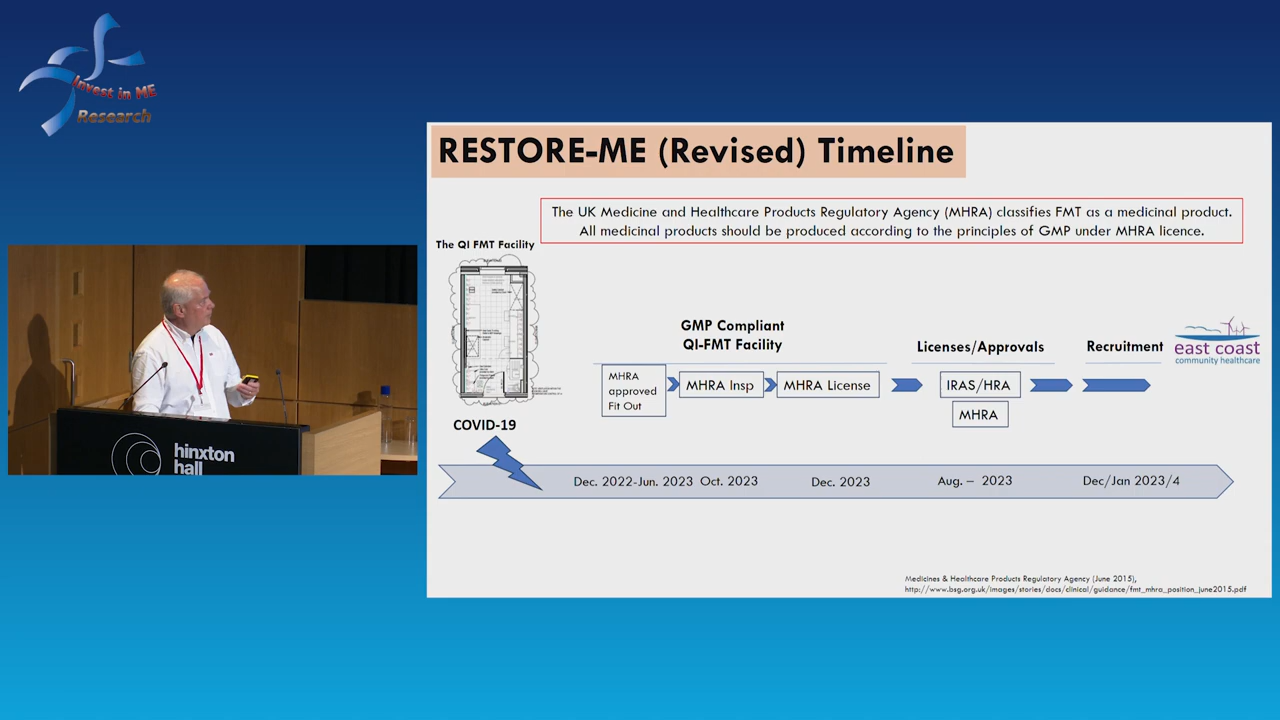 Invest in ME
Research
RESTORE-ME (Revised) Timeline
The UK Medicine and Healthcare Products Regulatory Agency (MHRA) classifies FMT as a medicinal product.
All medicinal products should be produced according to the principles of GMP under MHRA licence.
The QI FMT Facility
GMP Compliant
QI-FMT Facility
Licenses/Approvals
Recruitment
east coast
community healthcare
MHRA
approved
Fit Out
MHRA Insp
MHRA License
IRAS/HRA
MHRA
COVID-19
Dec. 2022-Jun. 2023
Oct. 2023
Dec. 2023
Aug. – 2023
Dec/Jan 2023/4
Medicines & Healthcare Products Regulatory Agency (June 2015),
http://www.bsg.org.uk/images/stories/docs/clinical/guidance/fmt_mhra_position_june2015.pdf
hinxton
hall